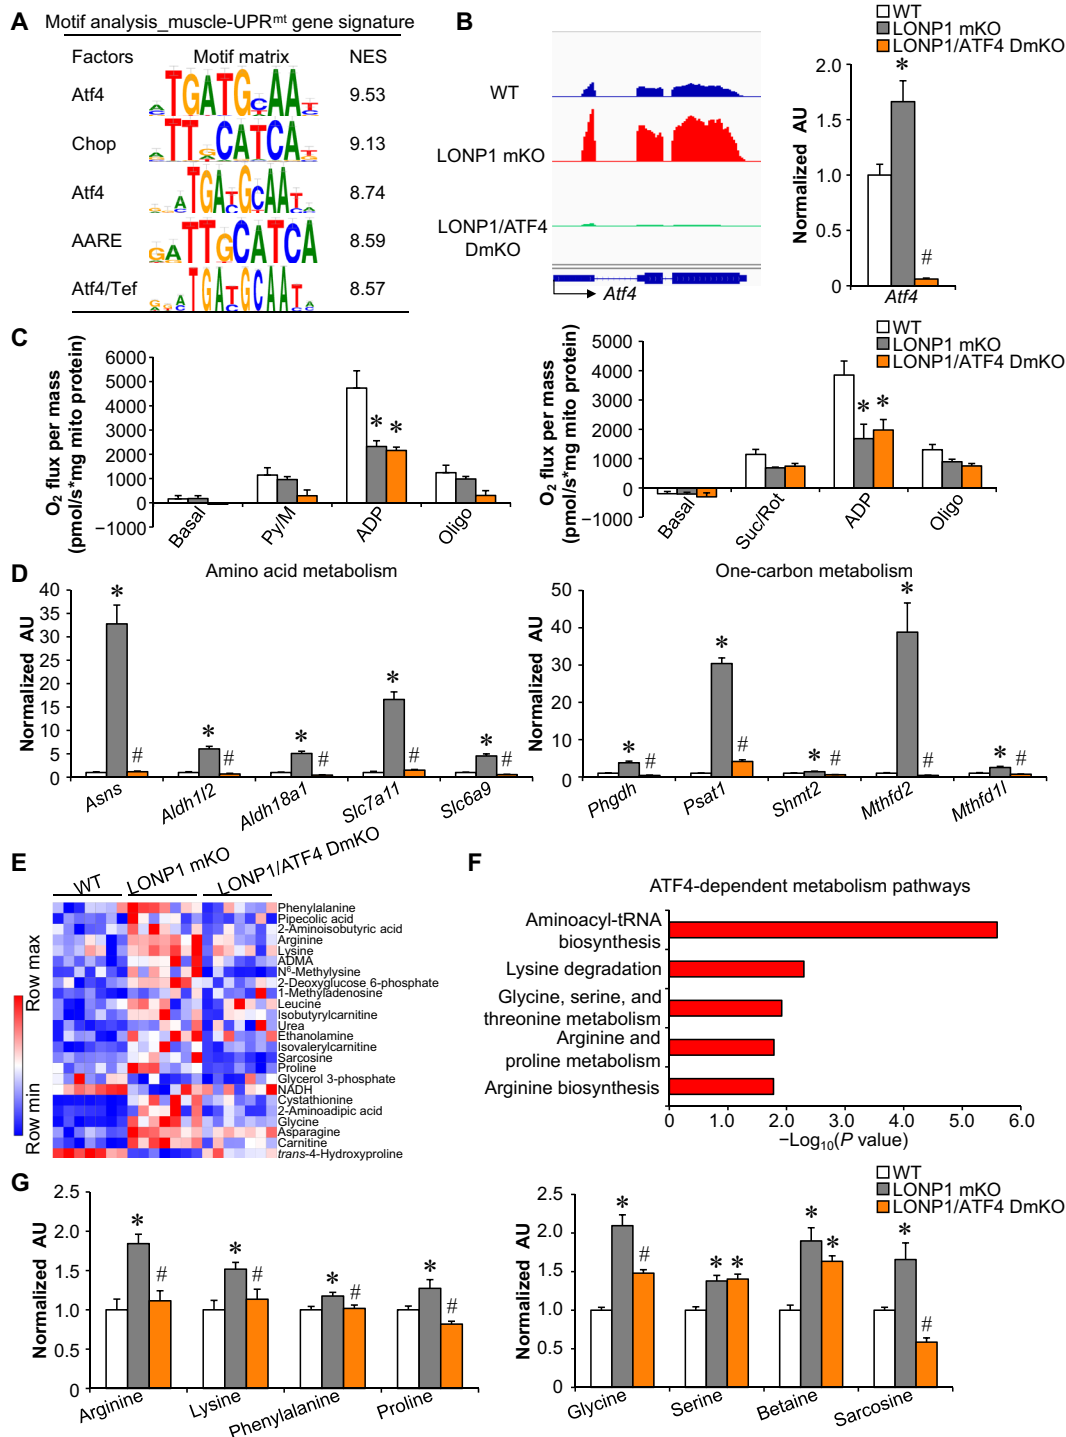 A Motif analysis_muscle-UPRmt gene signature
Factors Motif matrix NES
Atf4 9.53
Chop 9.13
Atf4 8.74
AARE 8.59
Atf4/Tef 8.57
B
WT
LONP1 mKO
LONP1/ATF4
DmKO
Atf4
WT
LONP1 mKO
LONP1/ATF4 DmKO
Normalized AU
2.0
1.5
1.0
0.5
0
*
#
Atf4
C
O2 flux per mass
(pmol/s*mg mito protein)
6000
5000
4000
3000
2000
1000
0
−1000
* *
Basal Py/M ADP Oligo
O2 flux per mass
(pmol/s*mg mito protein)
5000
4000
3000
2000
1000
0
−1000
* *
Basal Suc/Rot ADP Oligo
WT
LONP1 mKO
LONP1/ATF4 DmKO
D
Amino acid metabolism
Normalized AU
40
35
30
25
20
15
10
5
0
* # * # * # * # * #
Asns Aldh1l2 Aldh18a1 Slc7a11 Slc6a9
One-carbon metabolism
Normalized AU
50
40
30
20
10
0
* # * # * # * # * #
Phgdh Psat1 Shmt2 Mthfd2 Mthfd1l
E
WT LONP1 mKO LONP1/ATF4 DmKO
Row max
Row min
Phenylalanine
Pipecolic acid
2-Aminoisobutyric acid
Arginine
Lysine
ADMA
N6-Methylysine
2-Deoxyglucose 6-phosphate
1-Methyladenosine
Leucine
Isobutyrylcarnitine
Urea
Ethanolamine
Isovalerylcarnitine
Sarcosine
Proline
Glycerol 3-phosphate
NADH
Cystathionine
2-Aminoadipic acid
Glycine
Asparagine
Carnitine
trans-4-Hydroxyproline
F
ATF4-dependent metabolism pathways
Aminoacyl-tRNA
biosynthesis
Lysine degradation
Glycine, serine, and
threonine metabolism
Arginine and
proline metabolism
Arginine biosynthesis
0 1.0 2.0 3.0 4.0 5.0 6.0
−Log10(P value)
G
Normalized AU
2.5
2.0
1.5
1.0
0.5
0
* # * # * # * #
Arginine Lysine Phenylalanine Proline
Normalized AU
2.5
2.0
1.5
1.0
0.5
0
* # * * * * * #
Glycine Serine Betaine Sarcosine
WT
LONP1 mKO
LONP1/ATF4 DmKO